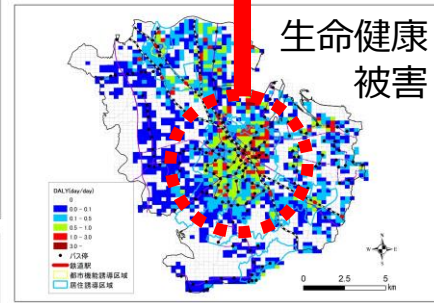 生命健康
被害
DALY(day/day)
0
0.0 - 0.1
0.1 - 0.5
0.5 - 1.0
1.0 - 3.0
3.0 -
バス停
鉄道駅
都市機能誘導区域
居住誘導区域
N
W E
S
0 2.5 5
km